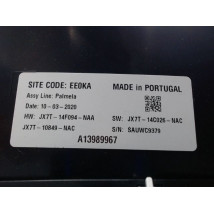 SITE CODE: EE0KA
MADE IN PORTUGAL
Assy Line: Palmela
Date: 10-03-2020
HW: JX7T-14F094-NAA
SW: JX7T-14C026-NAC
JX7T-10849-NAC
S/N: SAUWC9379
A13989967